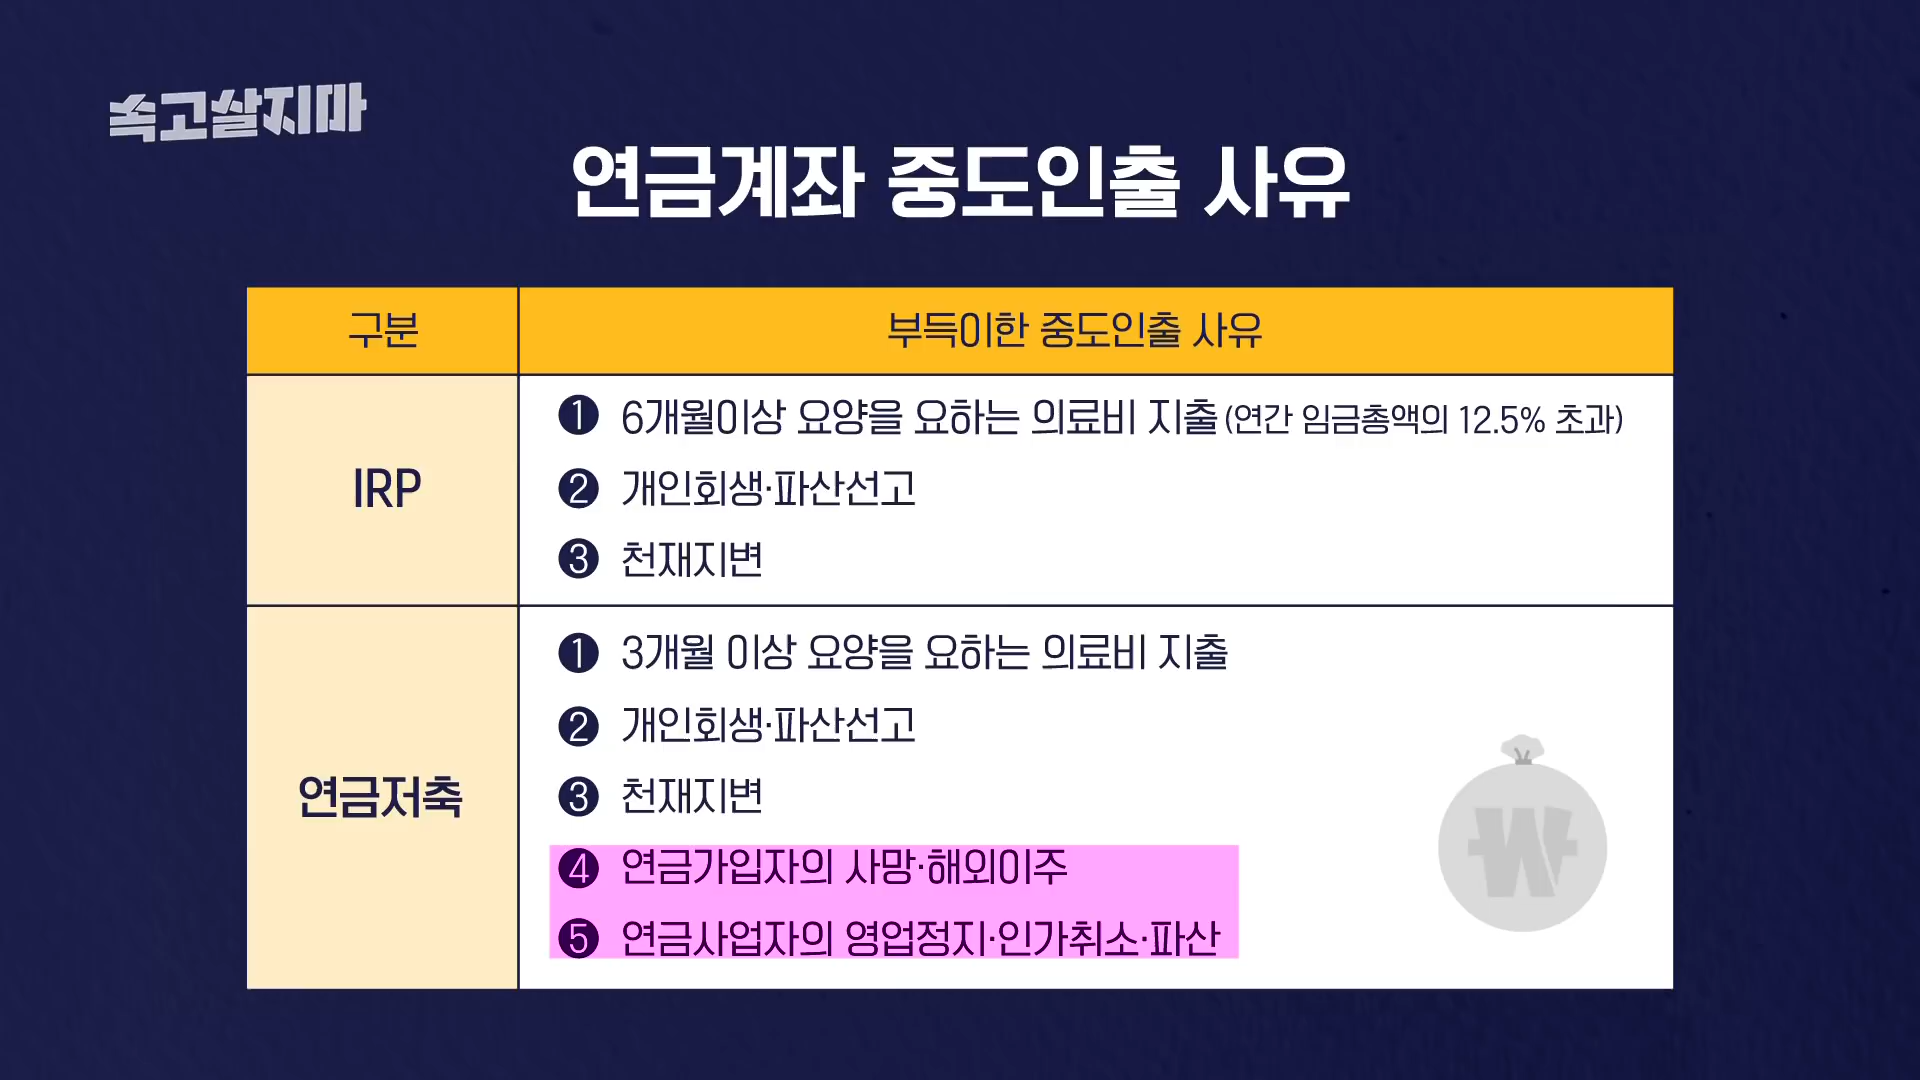 속고살지마
연금계좌 중도인출 사유
구분
부득이한 중도인출 사유
IRP
❶ 6개월이상 요양을 요하는 의료비 지출 (연간 임금총액의 12.5% 초과)
❷ 개인회생·파산선고
❸ 천재지변
연금저축
❶ 3개월 이상 요양을 요하는 의료비 지출
❷ 개인회생·파산선고
❸ 천재지변
❹ 연금가입자의 사망·해외이주
❺ 연금사업자의 영업정지·인가취소·파산
₩